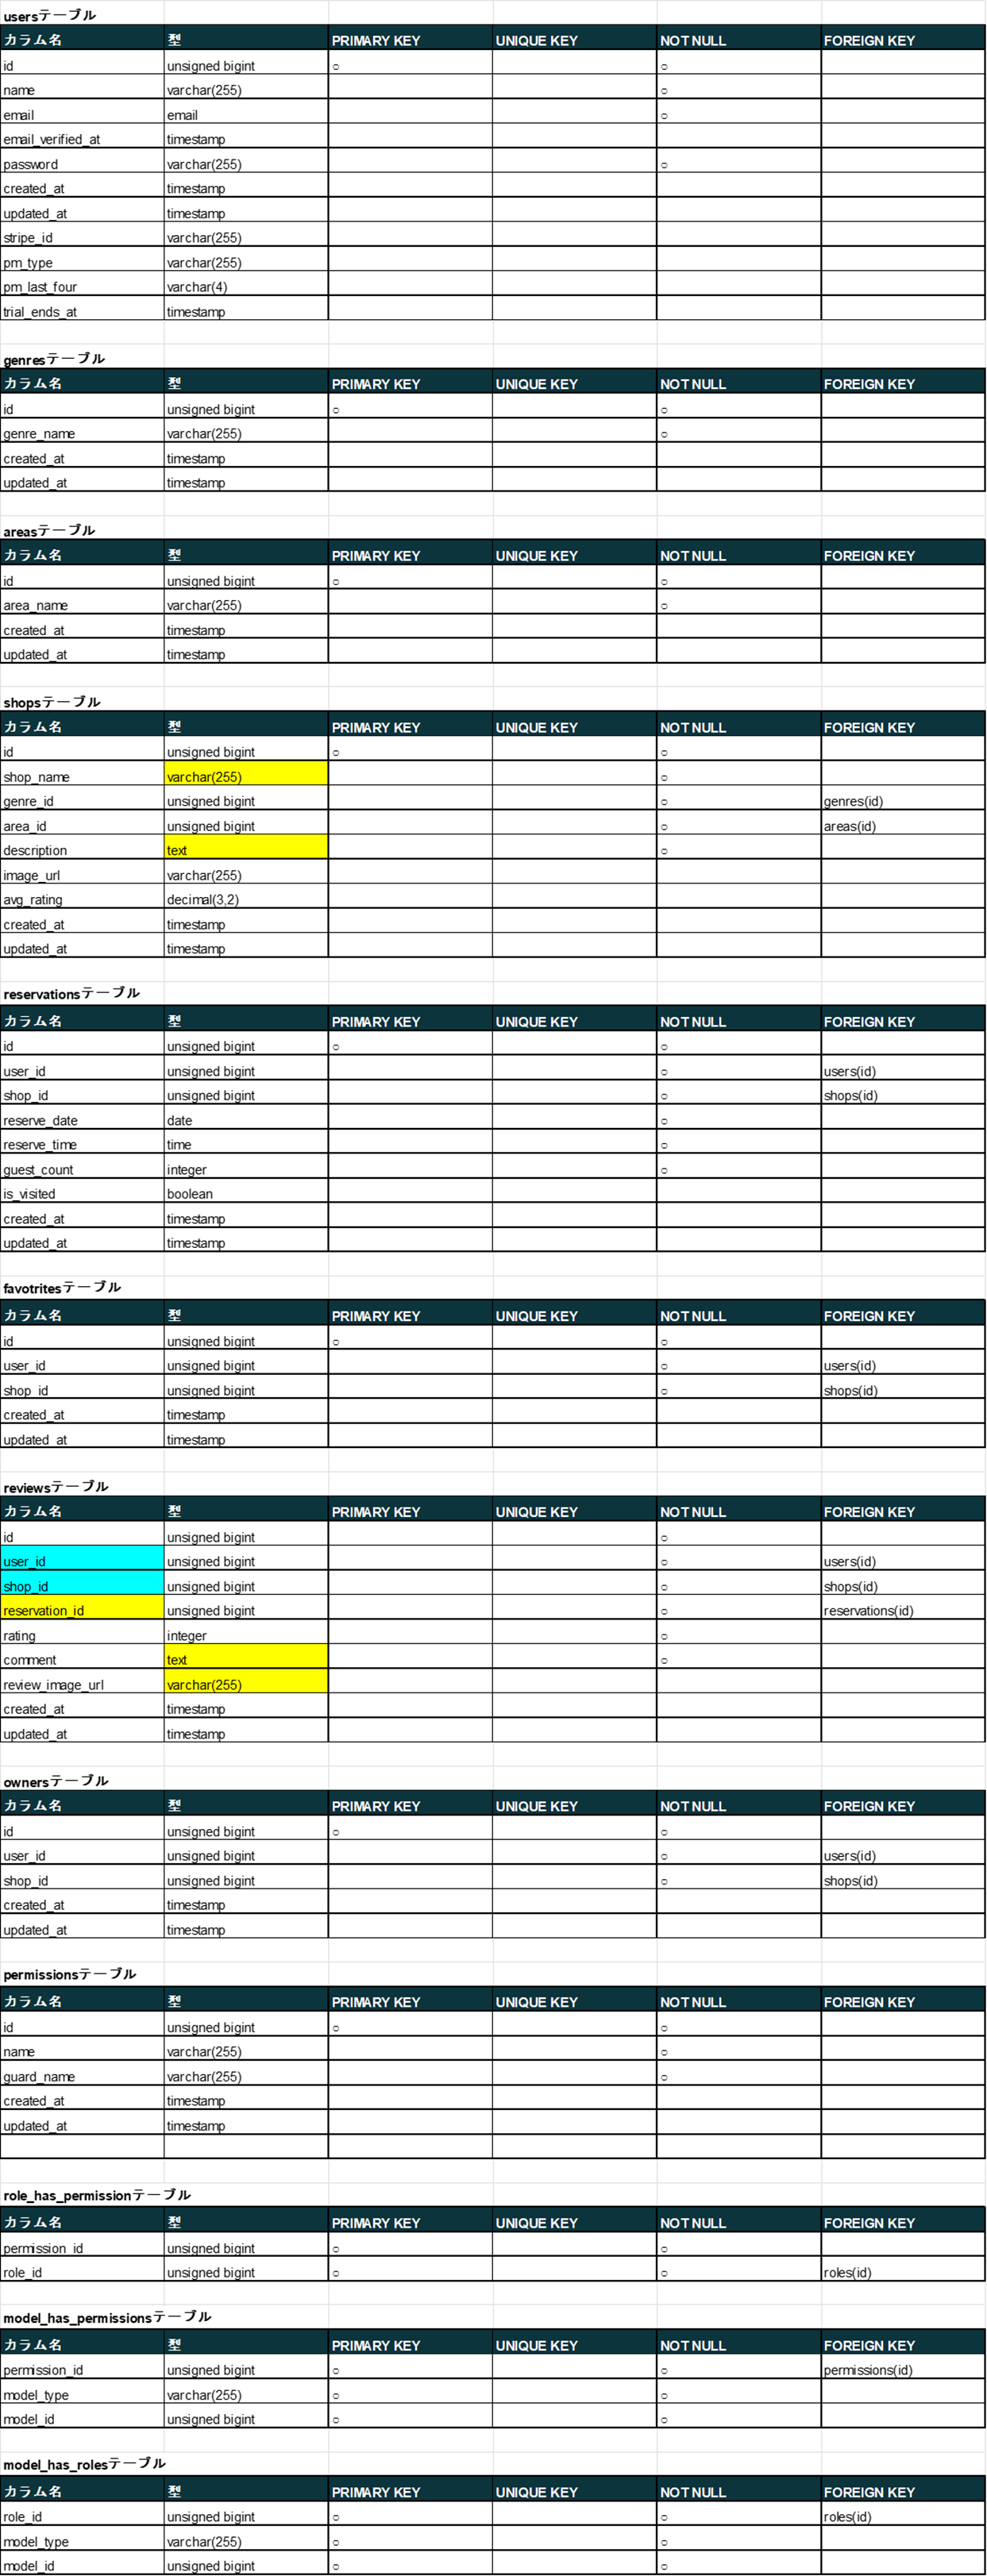 usersテーブル
カラム名 型 PRIMARY KEY UNIQUE KEY NOT NULL FOREIGN KEY
id unsigned bigint ○ ○
name varchar(255) ○
email email ○
email_verified_at timestamp
password varchar(255) ○
created_at timestamp
updated_at timestamp
stripe_id varchar(255)
pm_type varchar(255)
pm_last_four varchar(4)
trial_ends_at timestamp
genresテーブル
カラム名 型 PRIMARY KEY UNIQUE KEY NOT NULL FOREIGN KEY
id unsigned bigint ○ ○
genre_name varchar(255) ○
created_at timestamp
updated_at timestamp
areasテーブル
カラム名 型 PRIMARY KEY UNIQUE KEY NOT NULL FOREIGN KEY
id unsigned bigint ○ ○
area_name varchar(255) ○
created_at timestamp
updated_at timestamp
shopsテーブル
カラム名 型 PRIMARY KEY UNIQUE KEY NOT NULL FOREIGN KEY
id unsigned bigint ○ ○
shop_name varchar(255) ○
genre_id unsigned bigint ○ genres(id)
area_id unsigned bigint ○ areas(id)
description text ○
image_url varchar(255)
avg_rating decimal(3,2)
created_at timestamp
updated_at timestamp
reservationsテーブル
カラム名 型 PRIMARY KEY UNIQUE KEY NOT NULL FOREIGN KEY
id unsigned bigint ○ ○
user_id unsigned bigint ○ users(id)
shop_id unsigned bigint ○ shops(id)
reserve_date date ○
reserve_time time ○
guest_count integer ○
is_visited boolean
created_at timestamp
updated_at timestamp
favotritesテーブル
カラム名 型 PRIMARY KEY UNIQUE KEY NOT NULL FOREIGN KEY
id unsigned bigint ○ ○
user_id unsigned bigint ○ users(id)
shop_id unsigned bigint ○ shops(id)
created_at timestamp
updated_at timestamp
reviewsテーブル
カラム名 型 PRIMARY KEY UNIQUE KEY NOT NULL FOREIGN KEY
id unsigned bigint ○
user_id unsigned bigint ○ users(id)
shop_id unsigned bigint ○ shops(id)
reservation_id unsigned bigint ○ reservations(id)
rating integer ○
comment text ○
review_image_url varchar(255)
created_at timestamp
updated_at timestamp
ownersテーブル
カラム名 型 PRIMARY KEY UNIQUE KEY NOT NULL FOREIGN KEY
id unsigned bigint ○ ○
user_id unsigned bigint ○ users(id)
shop_id unsigned bigint ○ shops(id)
created_at timestamp
updated_at timestamp
permissionsテーブル
カラム名 型 PRIMARY KEY UNIQUE KEY NOT NULL FOREIGN KEY
id unsigned bigint ○ ○
name varchar(255) ○
guard_name varchar(255) ○
created_at timestamp
updated_at timestamp
role_has_permissionテーブル
カラム名 型 PRIMARY KEY UNIQUE KEY NOT NULL FOREIGN KEY
permission_id unsigned bigint ○ ○
role_id unsigned bigint ○ ○ roles(id)
model_has_permissionsテーブル
カラム名 型 PRIMARY KEY UNIQUE KEY NOT NULL FOREIGN KEY
permission_id unsigned bigint ○ ○ permissions(id)
model_type varchar(255) ○ ○
model_id unsigned bigint ○ ○
model_has_rolesテーブル
カラム名 型 PRIMARY KEY UNIQUE KEY NOT NULL FOREIGN KEY
role_id unsigned bigint ○ ○ roles(id)
model_type varchar(255) ○ ○
model_id unsigned bigint ○ ○